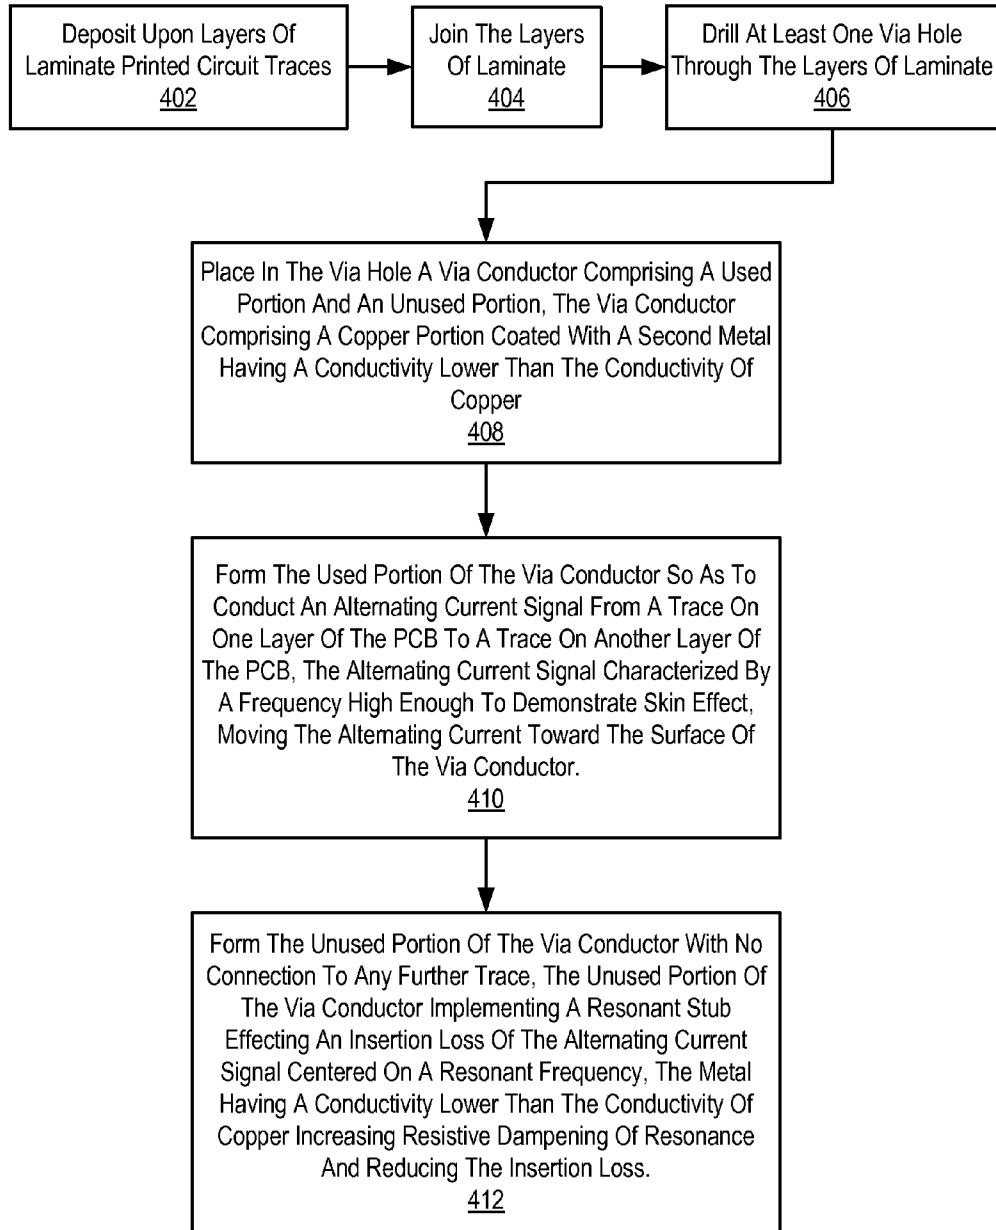 Deposit Upon Layers Of
Laminate Printed Circuit Traces
402
Join The Layers
Of Laminate
404
Drill At Least One Via Hole
Through The Layers Of Laminate
406
Place In The Via Hole A Via Conductor Comprising A Used
Portion And An Unused Portion, The Via Conductor
Comprising A Copper Portion Coated With A Second Metal
Having A Conductivity Lower Than The Conductivity Of
Copper
408
Form The Used Portion Of The Via Conductor So As To
Conduct An Alternating Current Signal From A Trace On
One Layer Of The PCB To A Trace On Another Layer Of
The PCB, The Alternating Current Signal Characterized By
A Frequency High Enough To Demonstrate Skin Effect,
Moving The Alternating Current Toward The Surface Of
The Via Conductor.
410
Form The Unused Portion Of The Via Conductor With No
Connection To Any Further Trace, The Unused Portion Of
The Via Conductor Implementing A Resonant Stub
Effecting An Insertion Loss Of The Alternating Current
Signal Centered On A Resonant Frequency, The Metal
Having A Conductivity Lower Than The Conductivity Of
Copper Increasing Resistive Dampening Of Resonance
And Reducing The Insertion Loss.
412